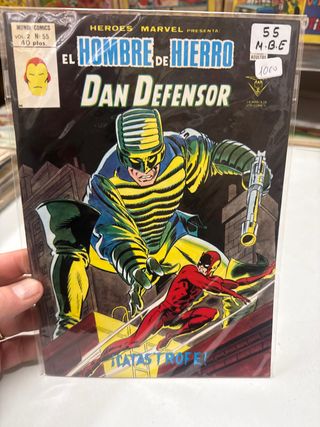 MUNDI COMICS
VOL. 2 N.º 55
40 ptas.
HEROES MARVEL PRESENTA:
EL HOMBRE DE HIERRO
DAN DEFENSOR
55
M.B.E
ADULTOS
1000
¡CATASTROFE!